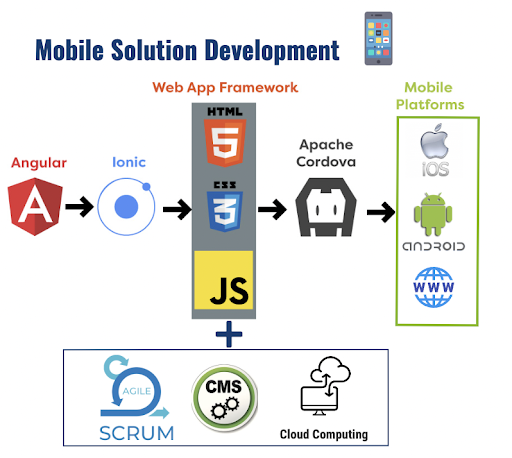 Mobile Solution Development
Web App Framework
Mobile
Platforms
HTML
5
Angular
Ionic
CSS
3
Apache
Cordova
A
iOS
ANDROID
JS
WWW
+
AGILE
SCRUM
CMS
Cloud Computing